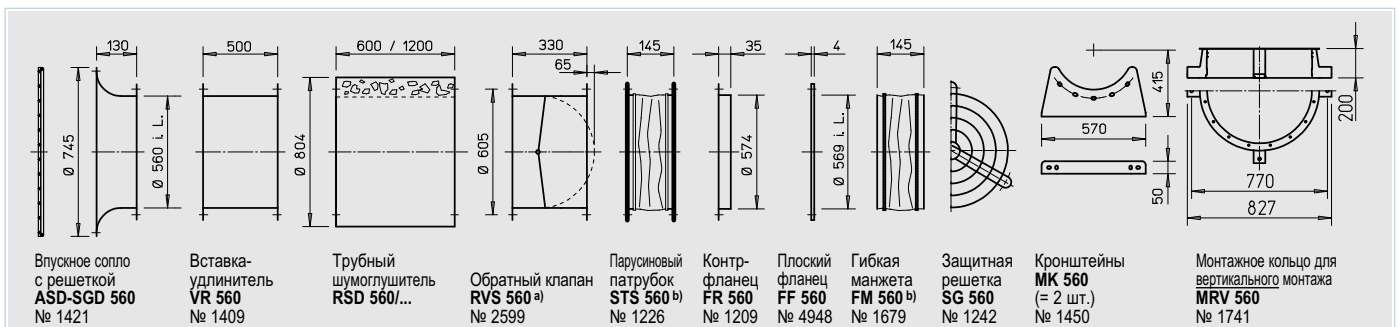 130
500
600 / 1200
330
65
145
35
4
145
415
200
Ø 745
Ø 560 i. L.
Ø 804
Ø 605
Ø 574
Ø 569 i. L.
570
50
770
827
Впускное сопло
с решеткой
ASD-SGD 560
№ 1421
Вставка-
удлинитель
VR 560
№ 1409
Трубный
шумоглушитель
RSD 560/...
Обратный клапан
RVS 560 a)
№ 2599
Парусиновый
патрубок
STS 560 b)
№ 1226
Контр-
фланец
FR 560
№ 1209
Плоский
фланец
FF 560
№ 4948
Гибкая
манжета
FM 560 b)
№ 1679
Защитная
решетка
SG 560
№ 1242
Кронштейны
MK 560
(= 2 шт.)
№ 1450
Монтажное кольцо для
вертикального монтажа
MRV 560
№ 1741